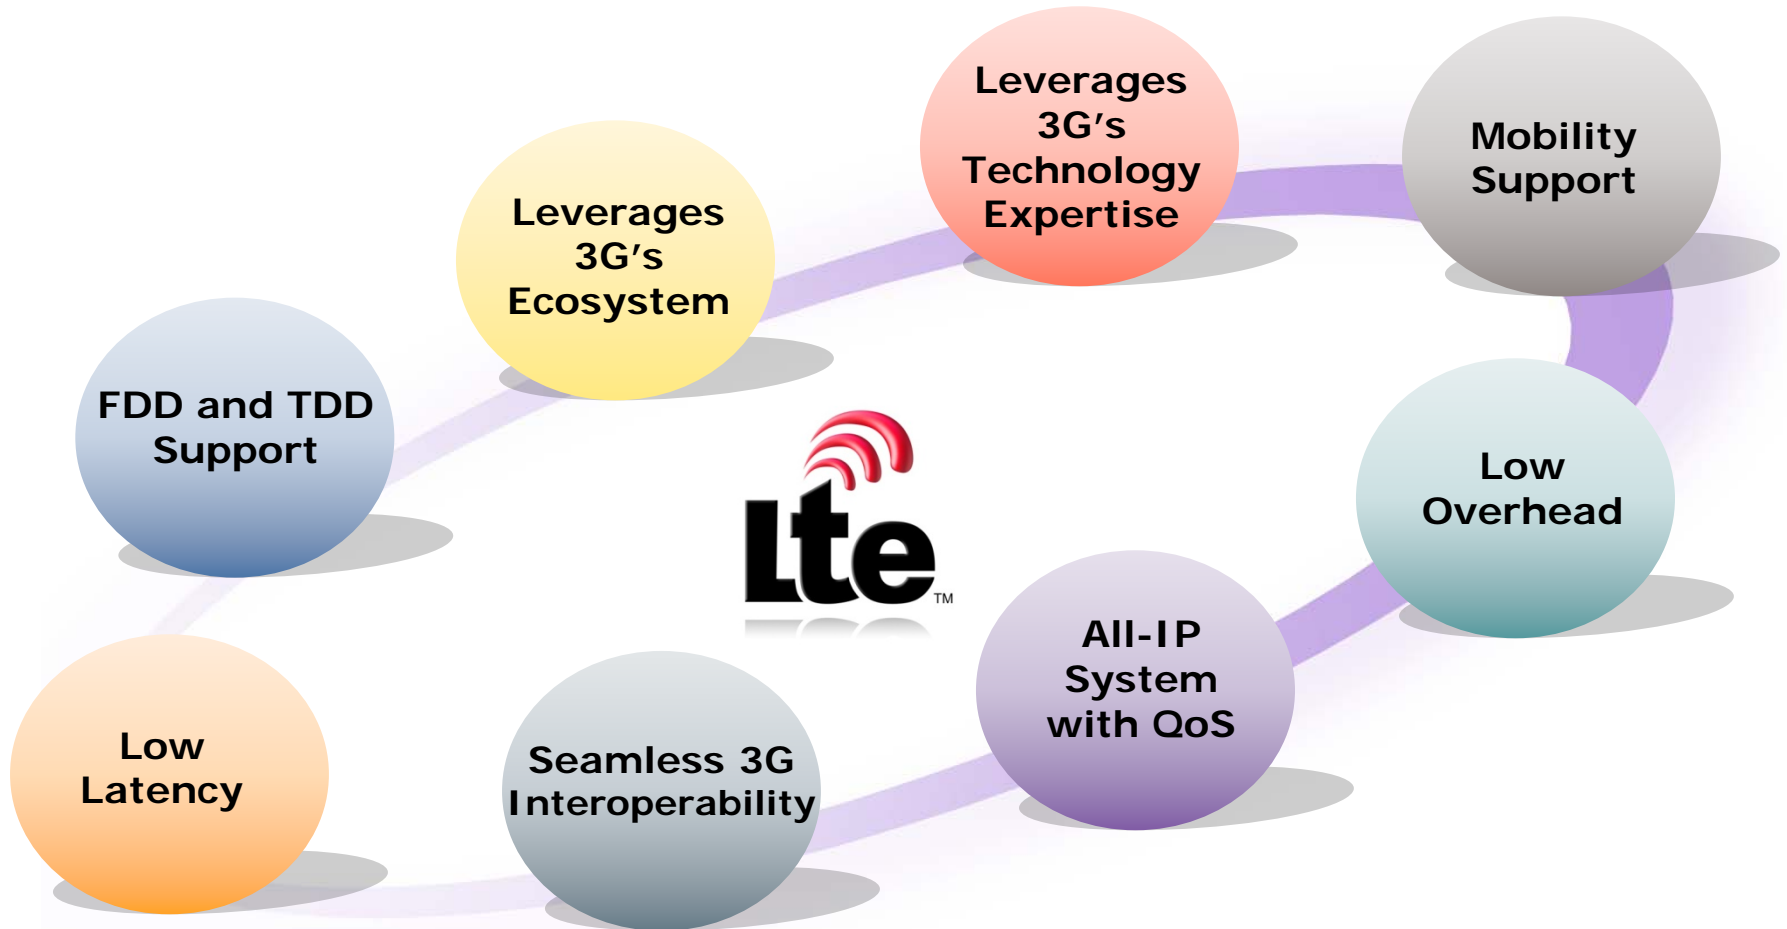 Leverages
3G's
Technology
Expertise
Mobility
Support
Leverages
3G's
Ecosystem
FDD and TDD
Support
Lte
TM
Low
Overhead
All-IP
System
with QoS
Seamless 3G
Interoperability
Low
Latency